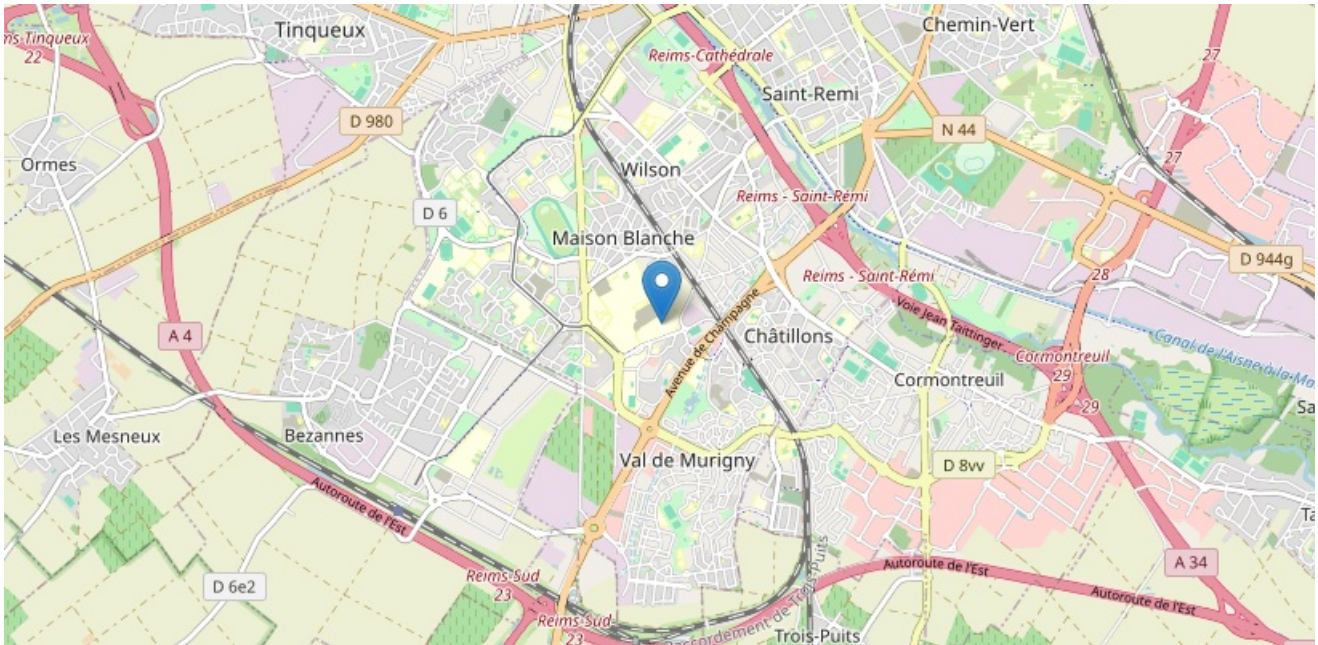 Tinqueux
Chemin-Vert
ms-Tinqueux
22
Reims-Cathédrale
27
Saint-Remi
D 980
N 44
Ormes
Wilson
27
Reims - Saint-Rémi
D 6
Maison Blanche
D 944g
Reims - Saint-Rémi
28
Voie Jean Taittinger
A 4
Avenue de Champagne
Châtillons
Canal de l'Aisne à la Ma
Cormontreuil
29
Cormontreuil
29
Sa
Les Mesneux
Bezannes
Val de Murigny
D 8vv
Autoroute de l'Est
Ta
A 34
Autoroute de l'Est
Reims-Sud
23
D 6e2
Autoroute de l'Est
Reims-Sud
23
Raccordement de Trois-Puits
Trois-Puits